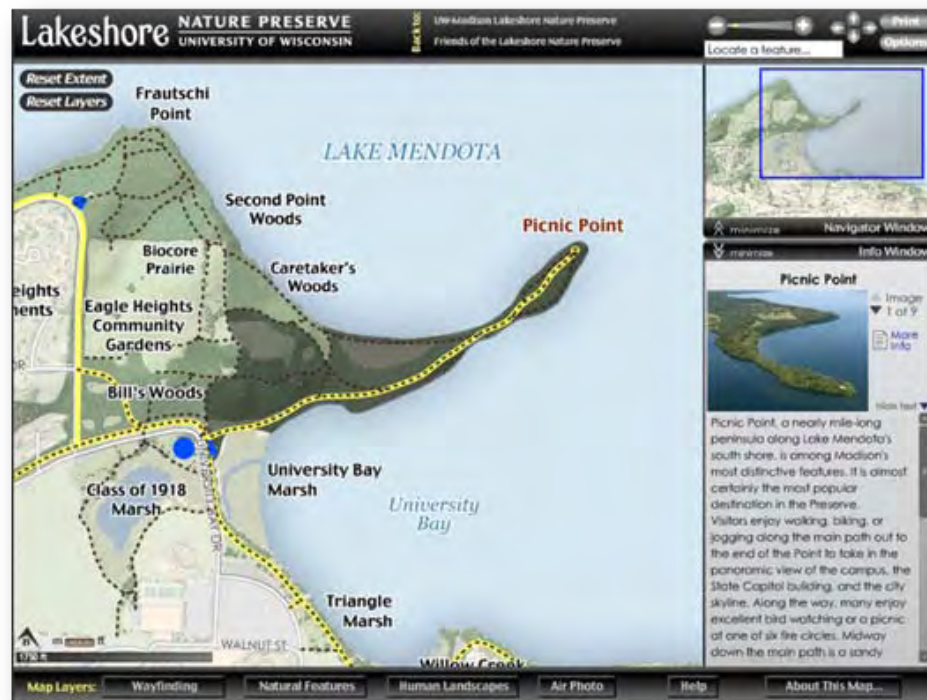 Lakeshore NATURE PRESERVE
UNIVERSITY OF WISCONSIN
Back to:
UW-Madison Lakeshore Nature Preserve
Friends of the Lakeshore Nature Preserve
Print
Options
Locate a feature...
Reset Extent
Reset Layers
Frautschi
Point
LAKE MENDOTA
Second Point
Woods
Picnic Point
Biocore
Prairie
Caretaker's
Woods
eights
ments
Eagle Heights
Community
Gardens
Bill's Woods
University Bay
Marsh
Class of 1918
Marsh
University
Bay
Triangle
Marsh
WALNUT ST
Willow Creek
minimize Navigator Window
minimize Info Window
Picnic Point
Image
1 of 9
More
Info
Picnic Point, a nearly mile-long
peninsula along Lake Mendota's
south shore, is among Madison's
most distinctive features. It is almost
certainly the most popular
destination in the Preserve.
Visitors enjoy walking, biking, or
jogging along the main path out to
the end of the Point to take in the
panoramic view of the campus, the
State Capitol building, and the city
skyline. Along the way, many enjoy
excellent bird watching or a picnic
at one of six fire circles. Midway
down the main path is a sandy
Map Layers: Wayfinding Natural Features Human Landscapes Air Photo Help About This Map...